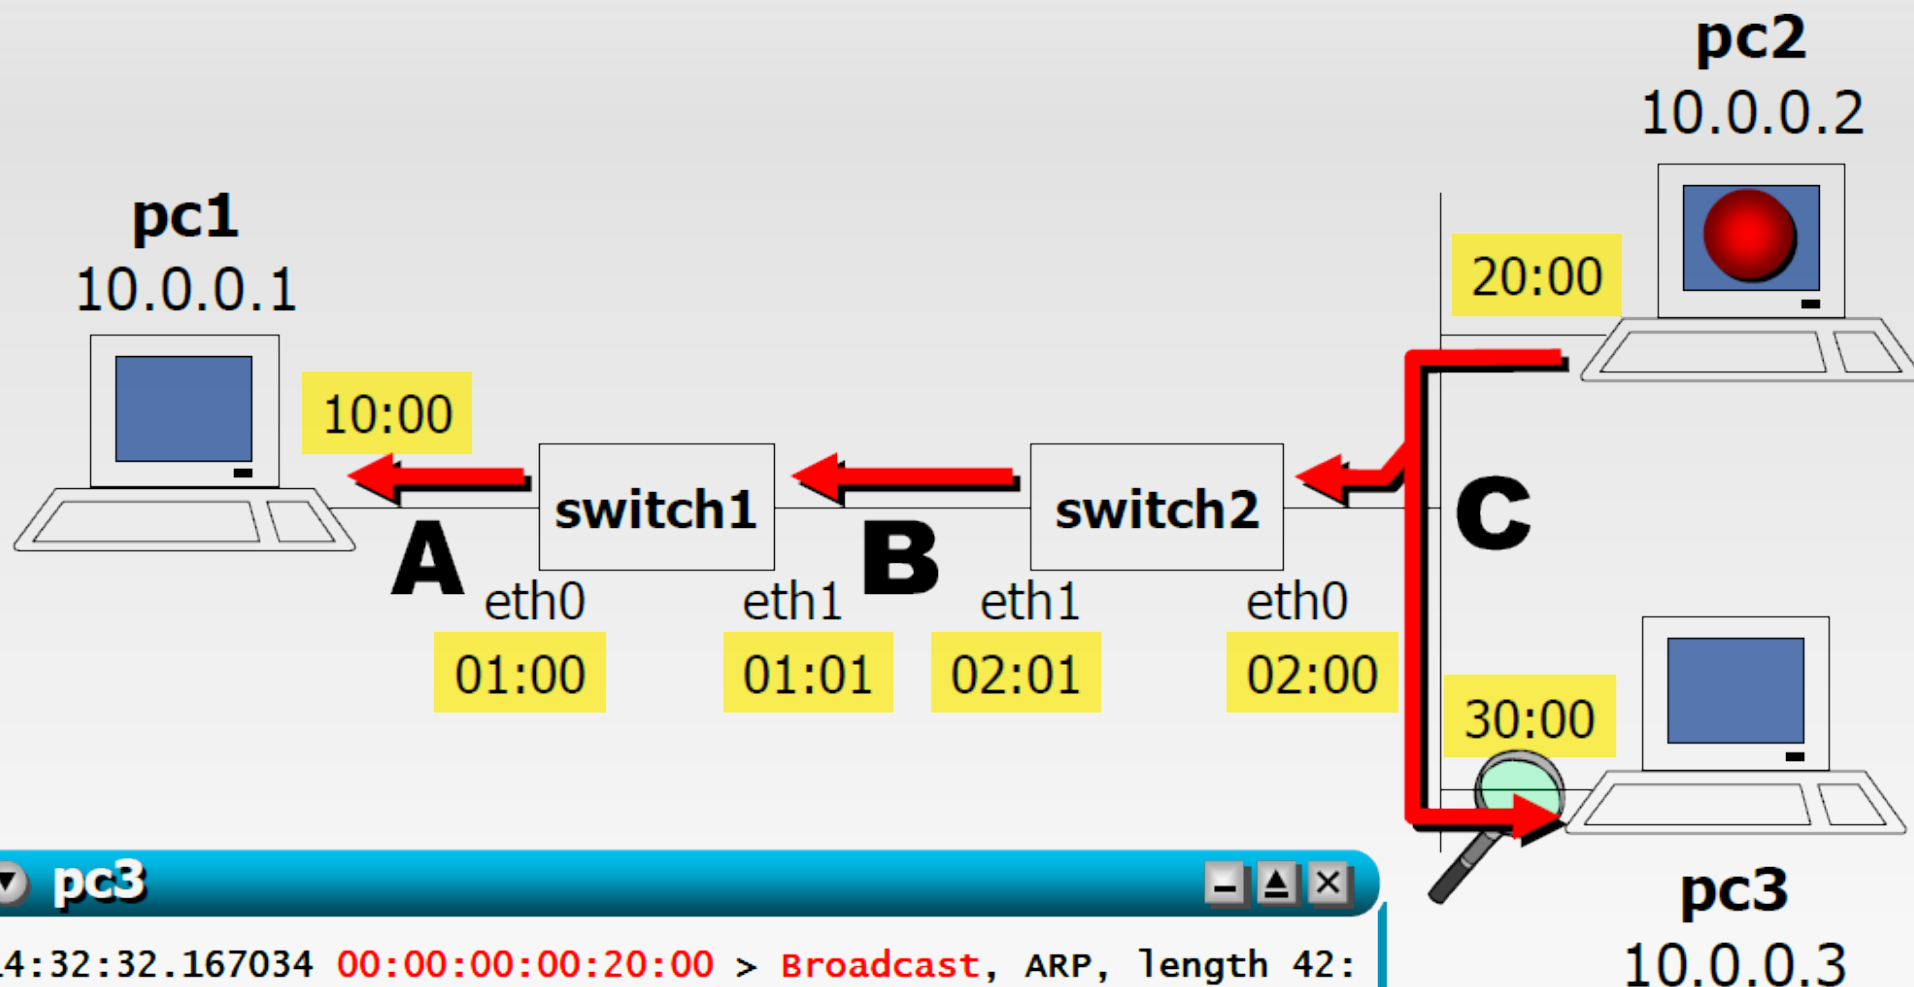 pc2
10.0.0.2
pc1
10.0.0.1
20:00
10:00
switch1
switch2
A
B
C
eth0
eth1
eth1
eth0
01:00
01:01
02:01
02:00
30:00
pc3
10.0.0.3
pc3
4:32:32.167034 00:00:00:00:20:00 > Broadcast, ARP, length 42: